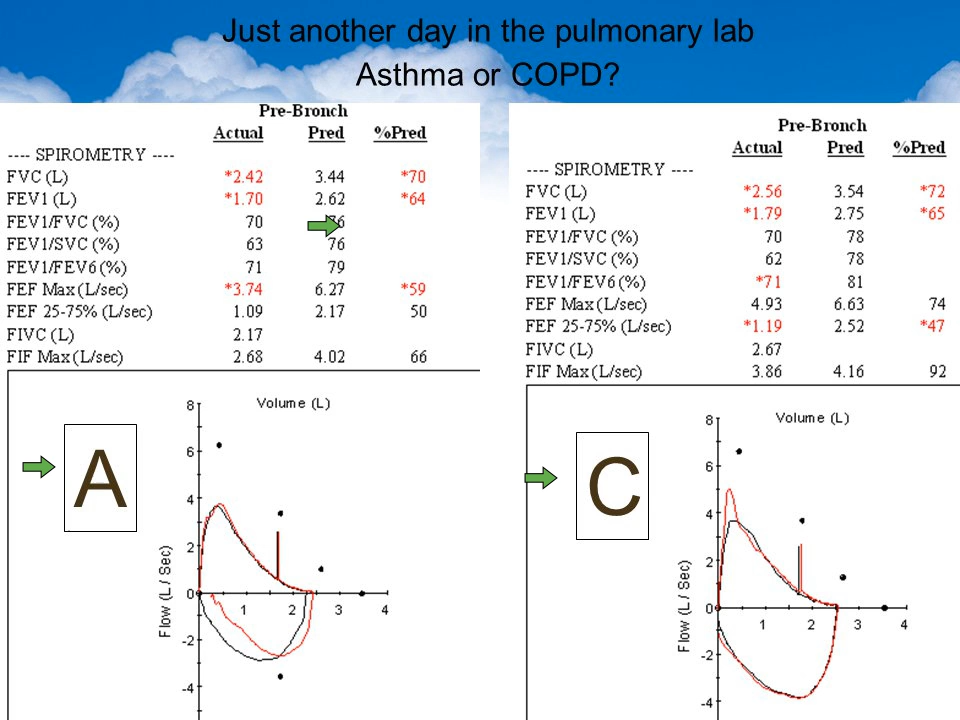 Just another day in the pulmonary lab
Asthma or COPD?
Pre-Bronch
Actual Pred %Pred
---- SPIROMETRY ----
FVC (L) *2.42 3.44 *70
FEV1 (L) *1.70 2.62 *64
FEV1/FVC (%) 70 76
FEV1/SVC (%) 63 76
FEV1/FEV6 (%) 71 79
FEF Max (L/sec) *3.74 6.27 *59
FEF 25-75% (L/sec) 1.09 2.17 50
FIVC (L) 2.17
FIF Max (L/sec) 2.68 4.02 66
Volume (L)
A
Flow (L / Sec)
8
6
4
2
0
-2
-4
1 2 3 4
Pre-Bronch
Actual Pred %Pred
---- SPIROMETRY ----
FVC (L) *2.56 3.54 *72
FEV1 (L) *1.79 2.75 *65
FEV1/FVC (%) 70 78
FEV1/SVC (%) 62 78
FEV1/FEV6 (%) *71 81
FEF Max (L/sec) 4.93 6.63 74
FEF 25-75% (L/sec) *1.19 2.52 *47
FIVC (L) 2.67
FIF Max (L/sec) 3.86 4.16 92
Volume (L)
C
Flow (L / Sec)
8
6
4
2
0
-2
-4
1 2 3 4